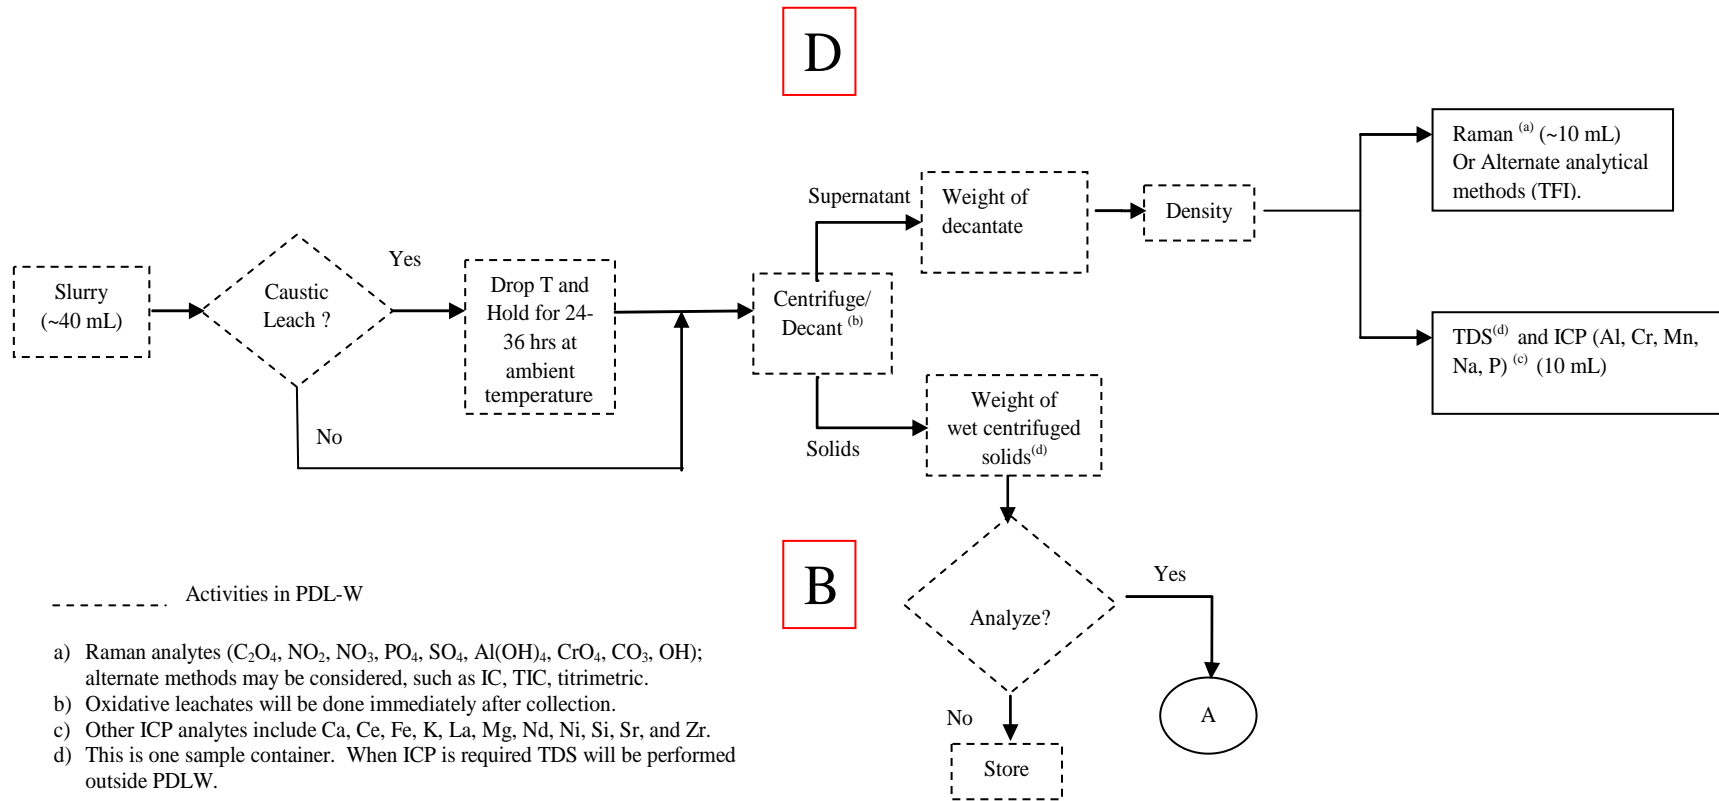 D
Slurry
(~40 mL)
Caustic
Leach ?
Yes
No
Drop T and
Hold for 24-
36 hrs at
ambient
temperature
Centrifuge/
Decant (b)
Supernatant
Weight of
decantate
Density
Raman (a) (~10 mL)
Or Alternate analytical
methods (TFI).
TDS(d) and ICP (Al, Cr, Mn,
Na, P) (c) (10 mL)
Solids
Weight of
wet centrifuged
solids(d)
B
Analyze?
Yes
A
No
Store
Activities in PDL-W
a) Raman analytes (C2O4, NO2, NO3, PO4, SO4, Al(OH)4, CrO4, CO3, OH);
alternate methods may be considered, such as IC, TIC, titrimetric.
b) Oxidative leachates will be done immediately after collection.
c) Other ICP analytes include Ca, Ce, Fe, K, La, Mg, Nd, Ni, Si, Sr, and Zr.
d) This is one sample container. When ICP is required TDS will be performed
outside PDLW.